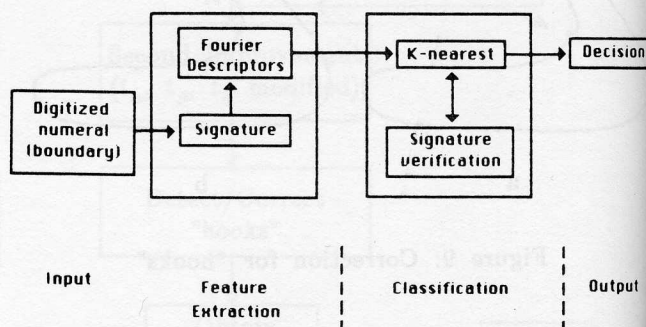 Fourier
Descriptors
K-nearest
Decision
Digitized
numeral
(boundary)
Signature
Signature
verification
Input
Feature
Extraction
Classification
Output